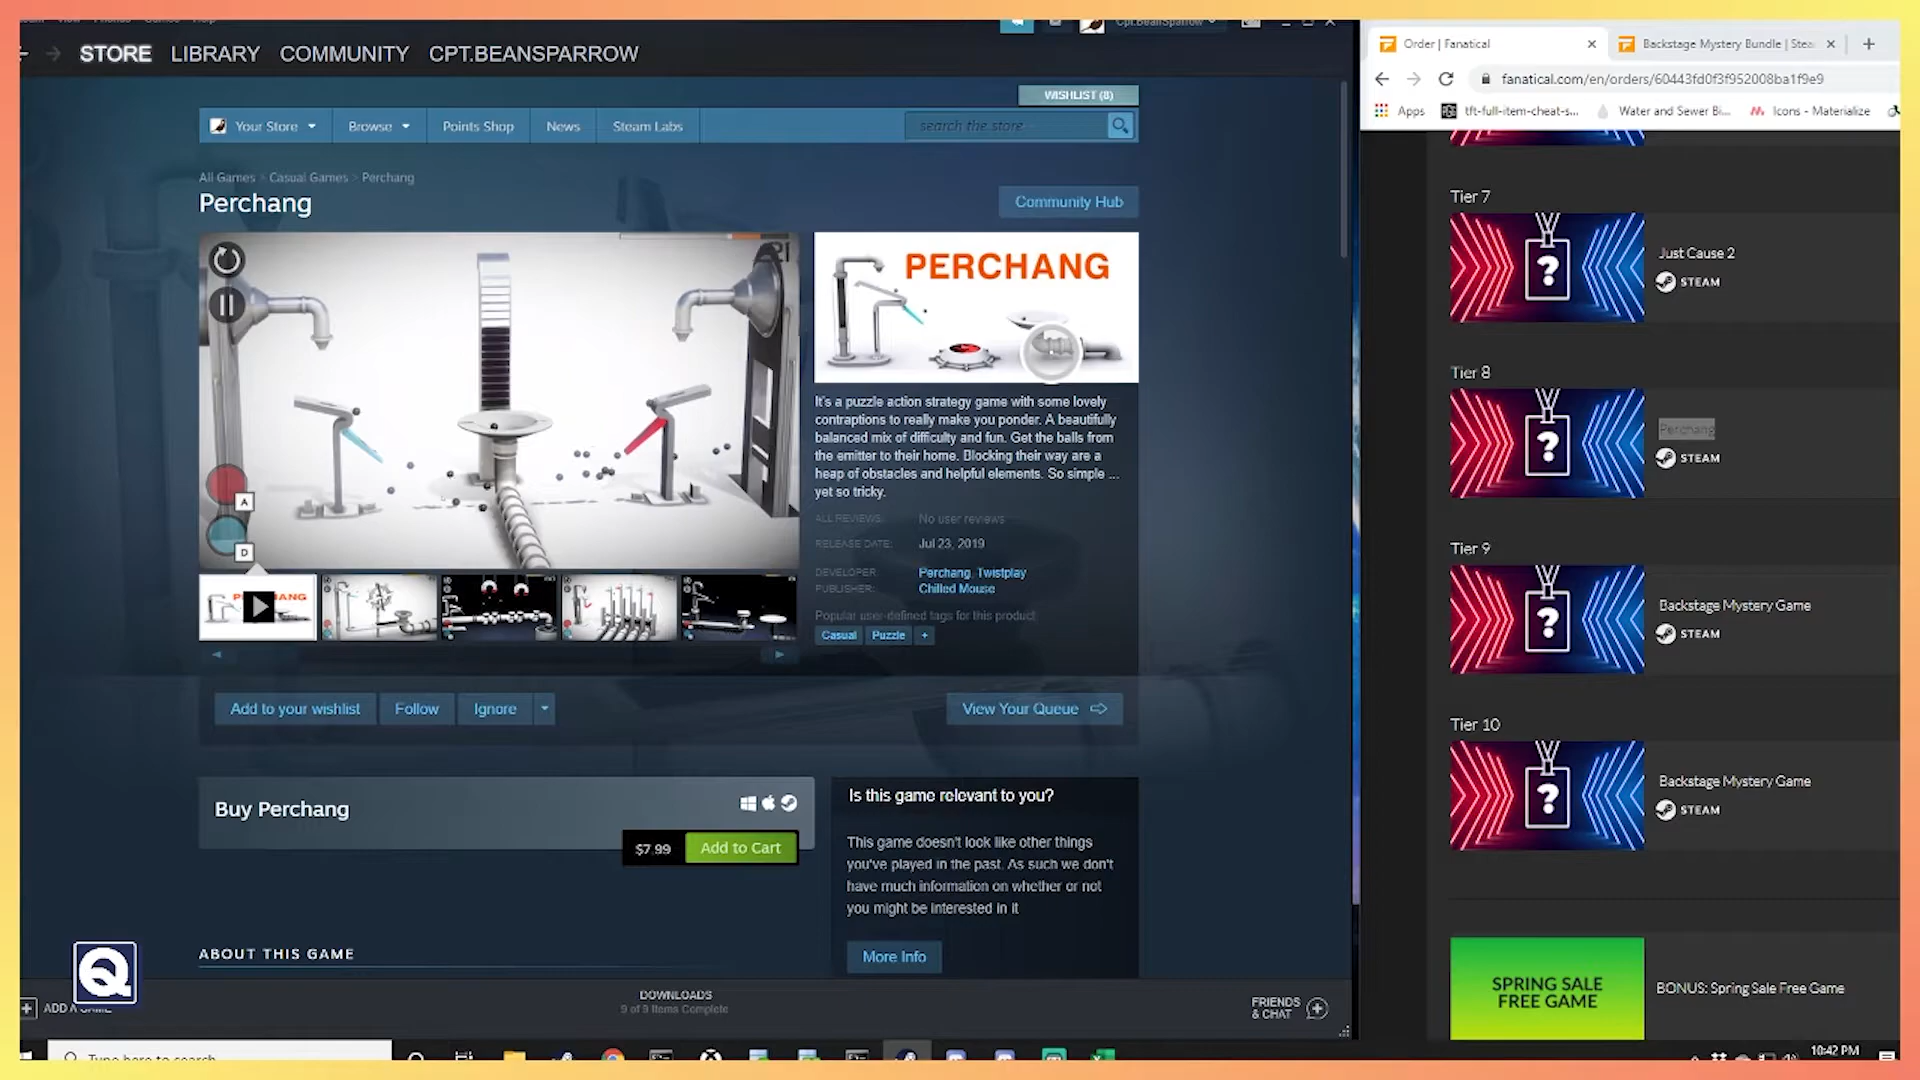 Cpt.BeanSparrow
STORE LIBRARY COMMUNITY CPT.BEANSPARROW
WISHLIST (8)
Your Store Browse Points Shop News Steam Labs search the store
All Games > Casual Games > Perchang
Perchang
Community Hub
PERCHANG
A
D
It's a puzzle action strategy game with some lovely
contraptions to really make you ponder. A beautifully
balanced mix of difficulty and fun. Get the balls from
the emitter to their home. Blocking their way are a
heap of obstacles and helpful elements. So simple ...
yet so tricky.
ALL REVIEWS: No user reviews
RELEASE DATE: Jul 23, 2019
DEVELOPER: Perchang, Twistplay
PUBLISHER: Chilled Mouse
Popular user-defined tags for this product
Casual Puzzle +
Add to your wishlist Follow Ignore View Your Queue
Buy Perchang
$7.99 Add to Cart
Is this game relevant to you?
This game doesn't look like other things
you've played in the past. As such we don't
have much information on whether or not
you might be interested in it
More Info
ABOUT THIS GAME
Q
DOWNLOADS
9 of 9 Items Complete
FRIENDS
& CHAT
Type here to search
Order | Fanatical
Backstage Mystery Bundle | Stea
fanatical.com/en/orders/60443fd0f3f952008ba1f9e9
Apps tft-full-item-cheat-s... Water and Sewer Bi... Icons - Materialize
Tier 7
? Just Cause 2
STEAM
Tier 8
? Perchang
STEAM
Tier 9
? Backstage Mystery Game
STEAM
Tier 10
? Backstage Mystery Game
STEAM
SPRING SALE
FREE GAME
BONUS: Spring Sale Free Game
10:42 PM